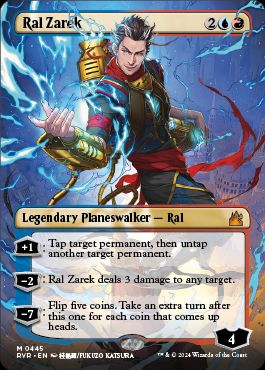 Ral Zarek 2
Legendary Planeswalker — Ral
+1: Tap target permanent, then untap
another target permanent.
−2: Ral Zarek deals 3 damage to any target.
−7: Flip five coins. Take an extra turn after
this one for each coin that comes up
heads.
4
M 0445
RVR • EN FUKUZO KATSURA
™ & © 2024 Wizards of the Coast